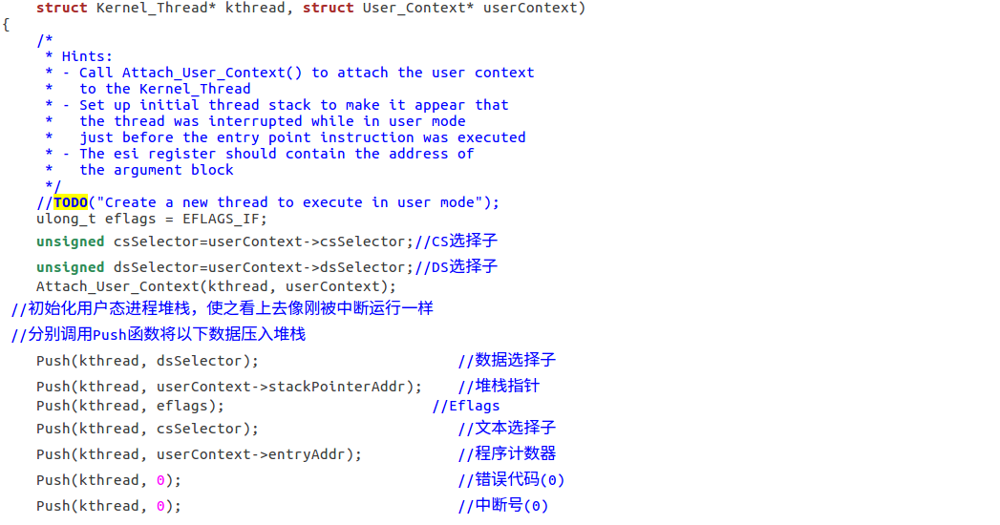 struct Kernel_Thread* kthread, struct User_Context* userContext)
{
/*
* Hints:
* - Call Attach_User_Context() to attach the user context
*   to the Kernel_Thread
* - Set up initial thread stack to make it appear that
*   the thread was interrupted while in user mode
*   just before the entry point instruction was executed
* - The esi register should contain the address of
*   the argument block
*/
//TODO("Create a new thread to execute in user mode");
ulong_t eflags = EFLAGS_IF;
unsigned csSelector=userContext->csSelector;//CS选择子
unsigned dsSelector=userContext->dsSelector;//DS选择子
Attach_User_Context(kthread, userContext);
//初始化用户态进程堆栈，使之看上去像刚被中断运行一样
//分别调用Push函数将以下数据压入堆栈
Push(kthread, dsSelector); //数据选择子
Push(kthread, userContext->stackPointerAddr); //堆栈指针
Push(kthread, eflags); //Eflags
Push(kthread, csSelector); //文本选择子
Push(kthread, userContext->entryAddr); //程序计数器
Push(kthread, 0); //错误代码(0)
Push(kthread, 0); //中断号(0)